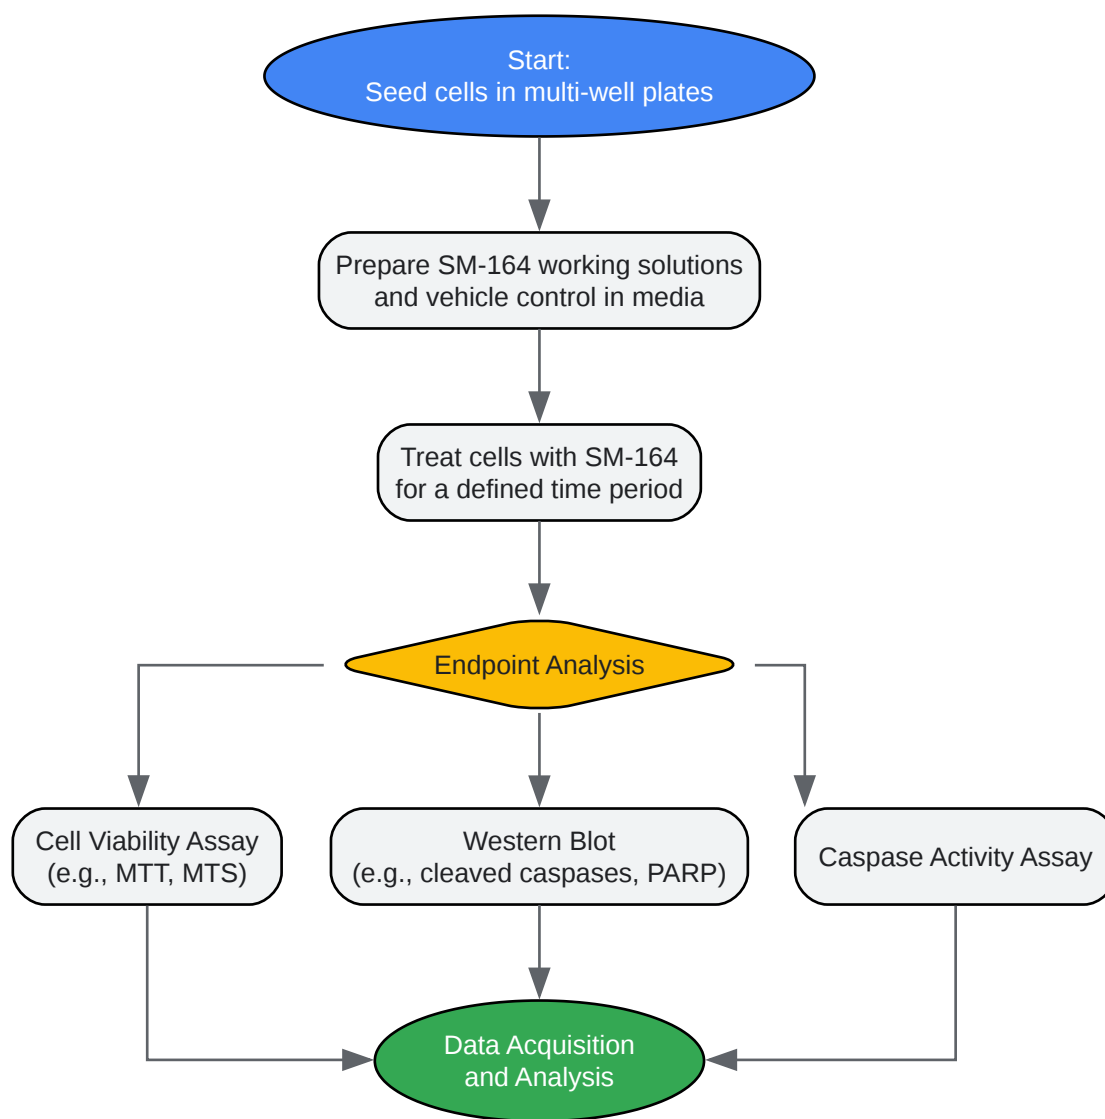 Start:
Seed cells in multi-well plates
Prepare SM-164 working solutions
and vehicle control in media
Treat cells with SM-164
for a defined time period
Endpoint Analysis
Cell Viability Assay
(e.g., MTT, MTS)
Western Blot
(e.g., cleaved caspases, PARP)
Caspase Activity Assay
Data Acquisition
and Analysis